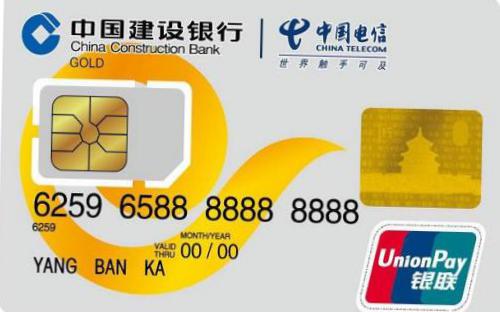 中国建设银行
China Construction Bank
GOLD
中国电信
CHINA TELECOM
世界触手可及
6259 6588 8888 8888
6259
MONTH/YEAR
VALID THRU 00/00
YANG BAN KA
UnionPay
银联